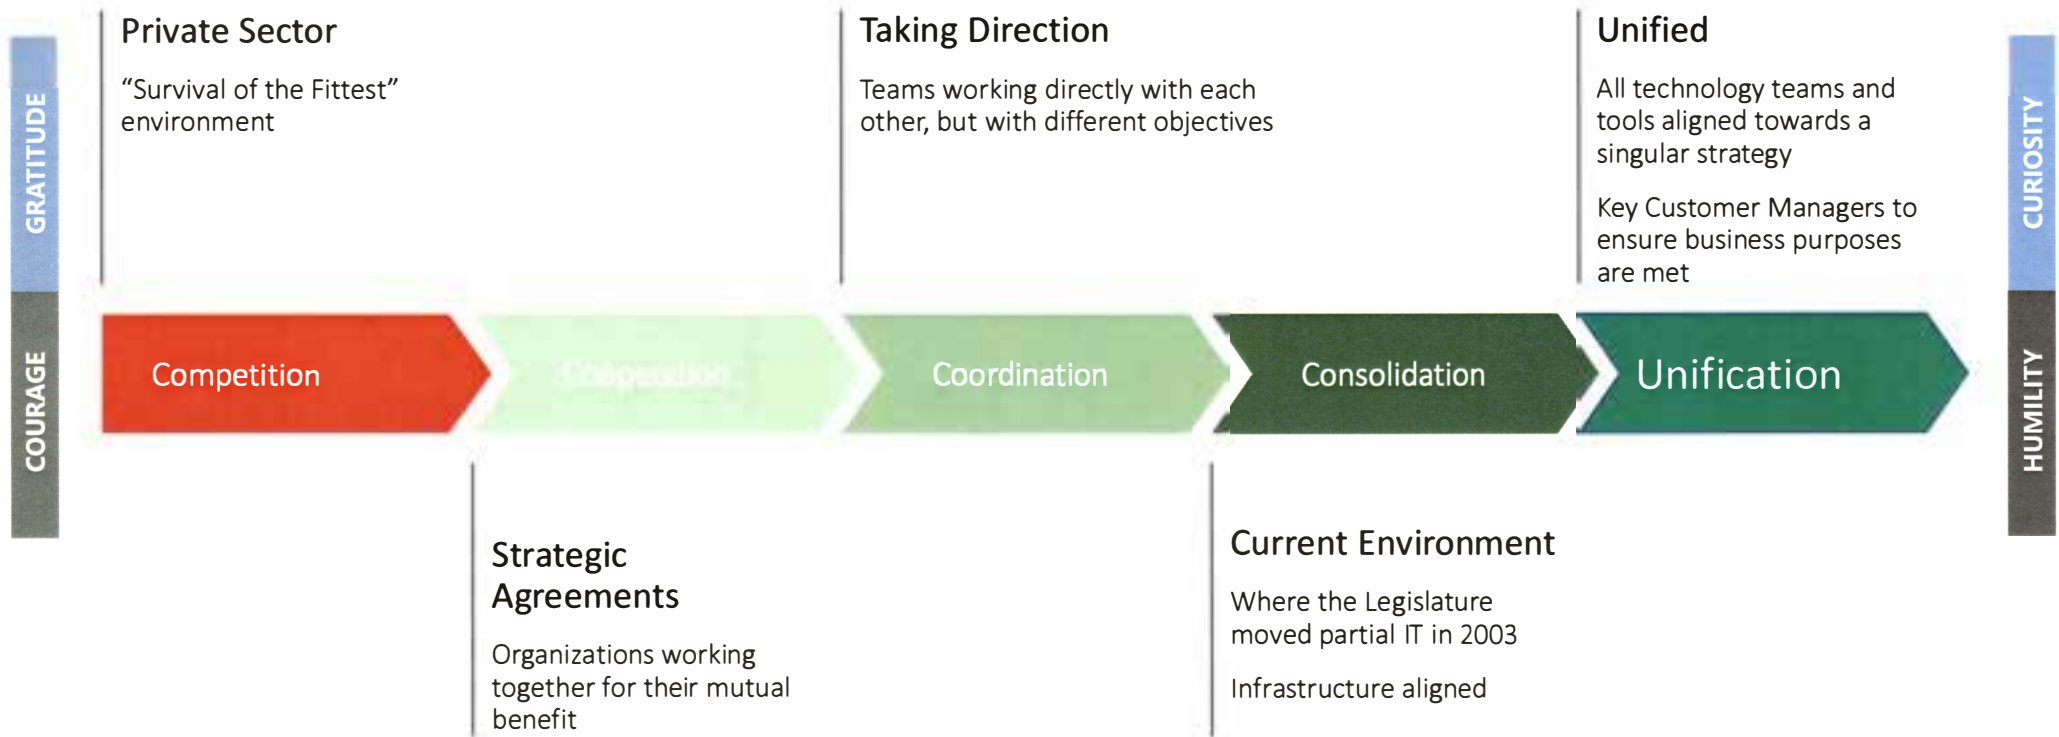 Private Sector
“Survival of the Fittest”
environment
Taking Direction
Teams working directly with each
other, but with different objectives
Unified
All technology teams and
tools aligned towards a
singular strategy
Key Customer Managers to
ensure business purposes
are met
GRATITUDE
COURAGE
CURIOSITY
HUMILITY
Competition
Cooperation
Coordination
Consolidation
Unification
Strategic
Agreements
Organizations working
together for their mutual
benefit
Current Environment
Where the Legislature
moved partial IT in 2003
Infrastructure aligned